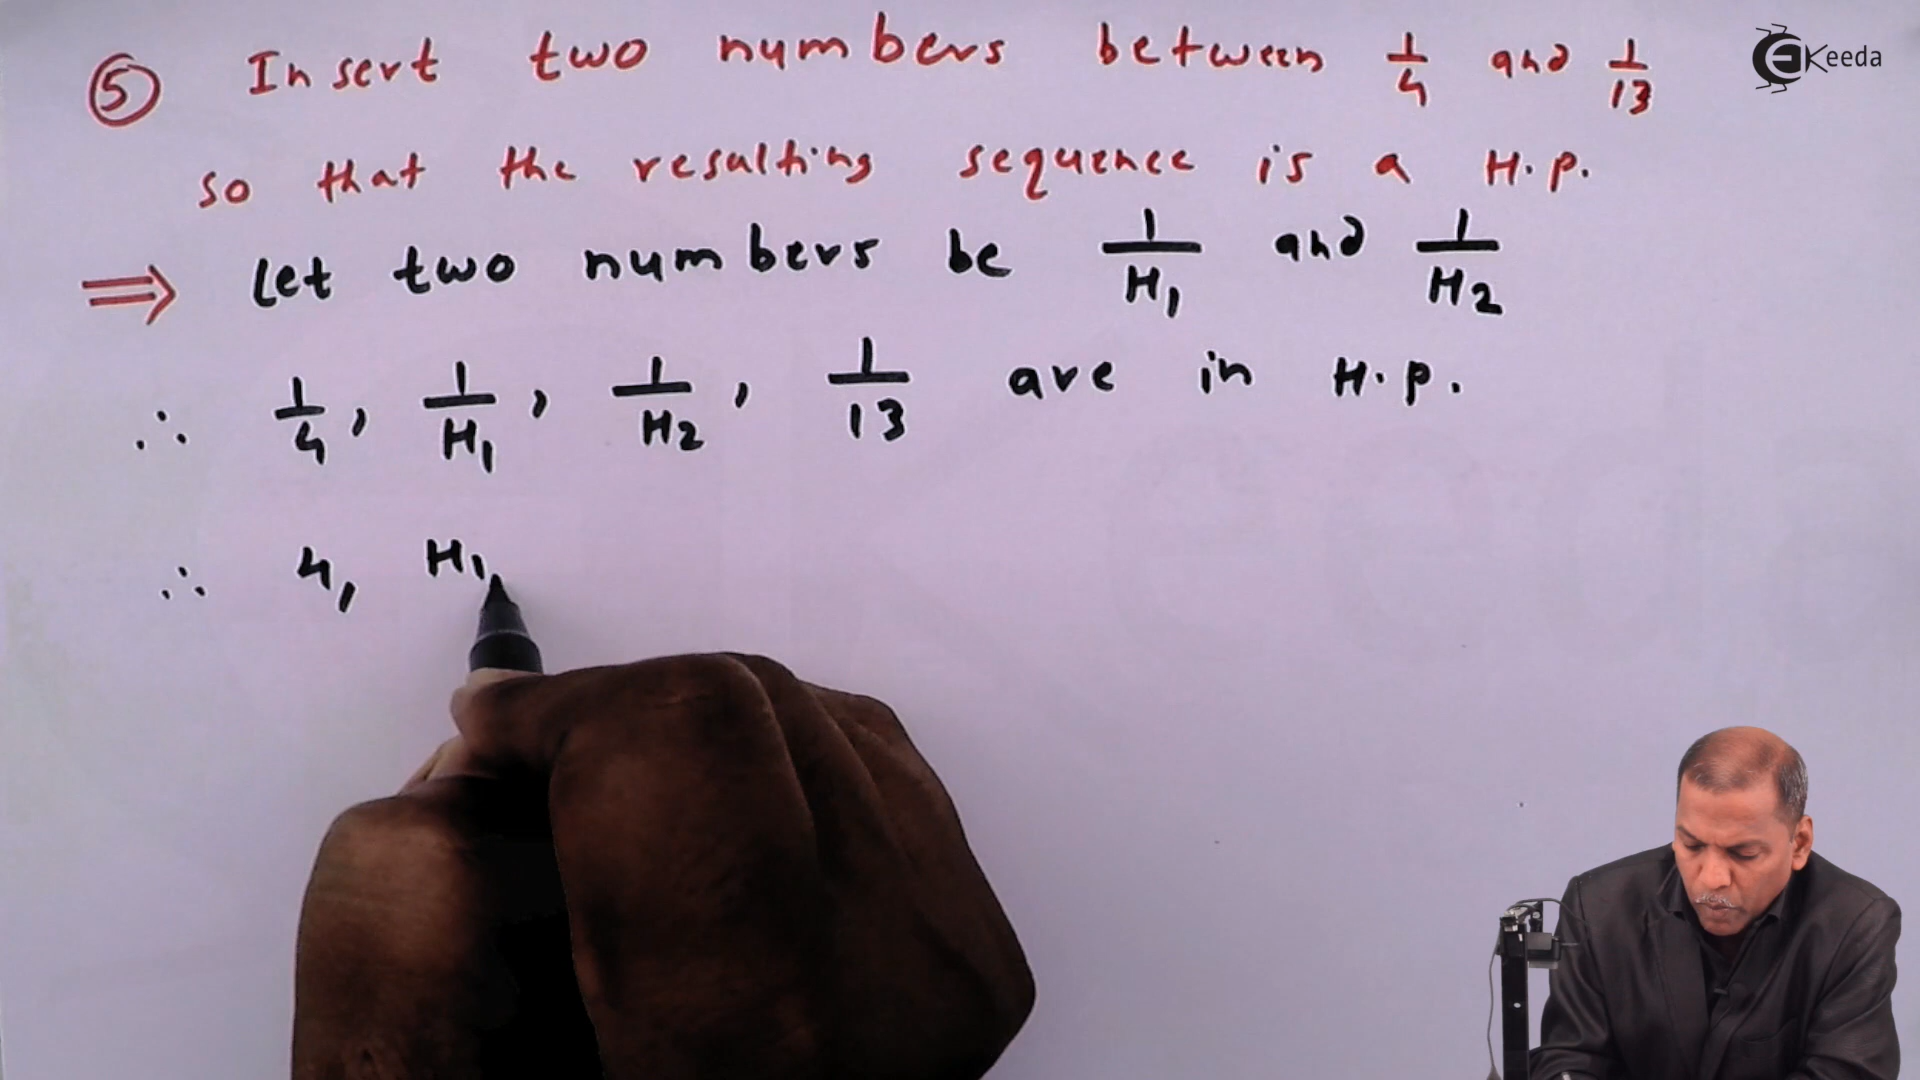 ⑤ Insert two numbers between 1/4 and 1/13
so that the resulting sequence is a H.P.
⇒ Let two numbers be 1/H₁ and 1/H₂
∴ 1/4, 1/H₁, 1/H₂, 1/13 are in H.P.
∴ 4, H₁,
eKeeda